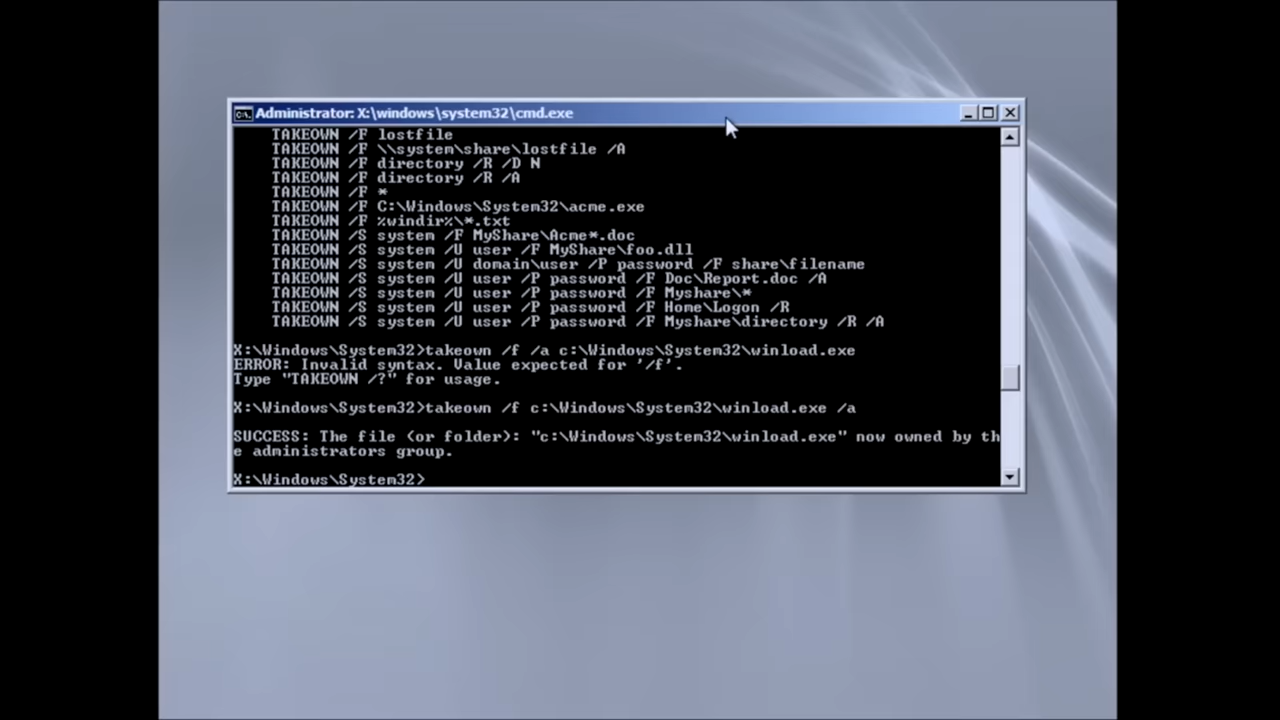 Administrator: X:\windows\system32\cmd.exe
TAKEOWN /F lostfile
TAKEOWN /F \\system\share\lostfile /A
TAKEOWN /F directory /R /D N
TAKEOWN /F directory /R /A
TAKEOWN /F *
TAKEOWN /F C:\Windows\System32\acme.exe
TAKEOWN /F %windir%\*.txt
TAKEOWN /S system /F MyShare\Acme*.doc
TAKEOWN /S system /U user /F MyShare\foo.dll
TAKEOWN /S system /U domain\user /P password /F share\filename
TAKEOWN /S system /U user /P password /F Doc\Report.doc /A
TAKEOWN /S system /U user /P password /F Myshare\*
TAKEOWN /S system /U user /P password /F Home\Logon /R
TAKEOWN /S system /U user /P password /F Myshare\directory /R /A
X:\Windows\System32>takeown /f /a c:\Windows\System32\winload.exe
ERROR: Invalid syntax. Value expected for '/f'.
Type "TAKEOWN /?" for usage.
X:\Windows\System32>takeown /f c:\Windows\System32\winload.exe /a
SUCCESS: The file (or folder): "c:\Windows\System32\winload.exe" now owned by th
e administrators group.
X:\Windows\System32>